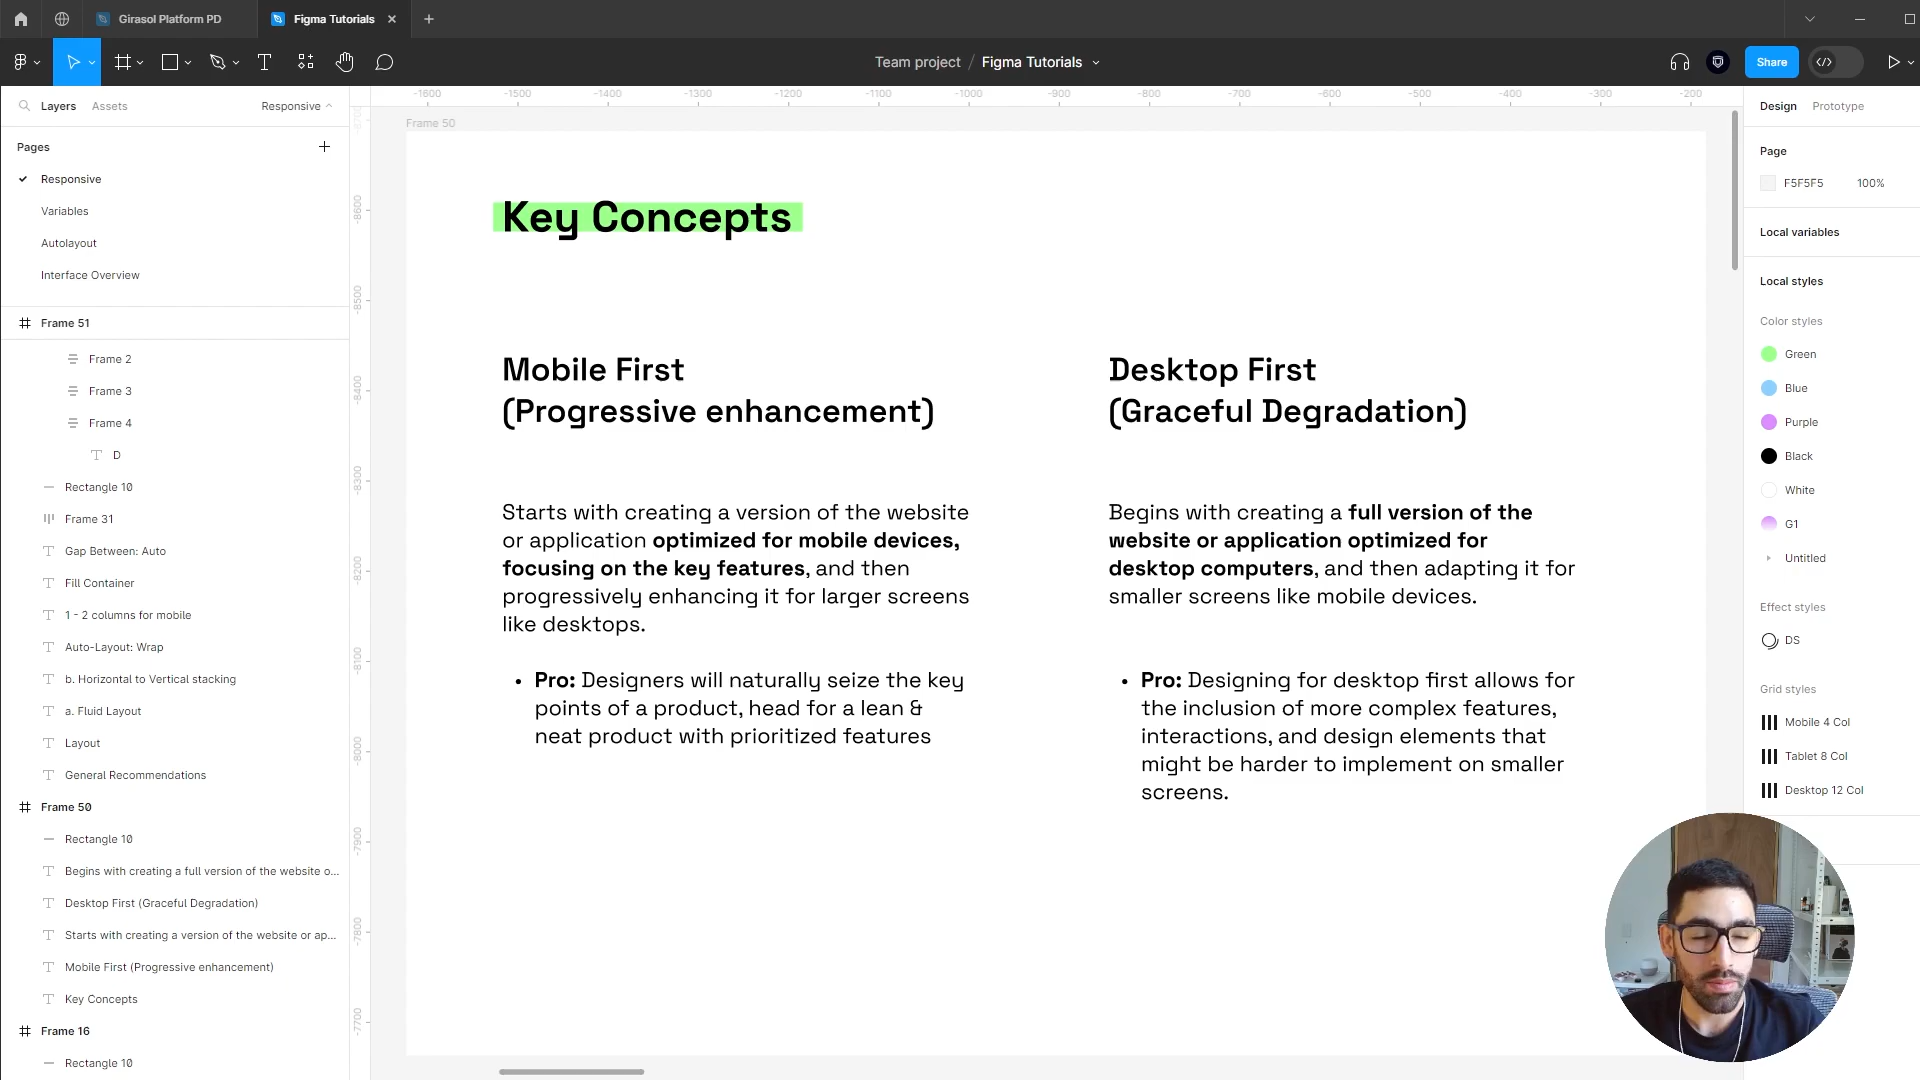 Girasol Platform PD
Figma Tutorials
Team project / Figma Tutorials
Share
Layers
Assets
Responsive
Pages
Responsive
Variables
Autolayout
Interface Overview
Frame 51
Frame 2
Frame 3
Frame 4
D
Rectangle 10
Frame 31
Gap Between: Auto
Fill Container
1 - 2 columns for mobile
Auto-Layout: Wrap
b. Horizontal to Vertical stacking
a. Fluid Layout
Layout
General Recommendations
Frame 50
Rectangle 10
Begins with creating a full version of the website o...
Desktop First (Graceful Degradation)
Starts with creating a version of the website or ap...
Mobile First (Progressive enhancement)
Key Concepts
Frame 16
Rectangle 10
-1600 -1500 -1400 -1300 -1200 -1100 -1000 -900 -800 -700 -600 -500 -400 -300 -200
-8600
-8500
-8400
-8300
-8200
-8100
-8000
-7900
-7800
-7700
Frame 50
Key Concepts
Mobile First
(Progressive enhancement)
Starts with creating a version of the website
or application optimized for mobile devices,
focusing on the key features, and then
progressively enhancing it for larger screens
like desktops.
• Pro: Designers will naturally seize the key
points of a product, head for a lean &
neat product with prioritized features
Desktop First
(Graceful Degradation)
Begins with creating a full version of the
website or application optimized for
desktop computers, and then adapting it for
smaller screens like mobile devices.
• Pro: Designing for desktop first allows for
the inclusion of more complex features,
interactions, and design elements that
might be harder to implement on smaller
screens.
Design
Prototype
Page
F5F5F5 100%
Local variables
Local styles
Color styles
Green
Blue
Purple
Black
White
G1
Untitled
Effect styles
DS
Grid styles
Mobile 4 Col
Tablet 8 Col
Desktop 12 Col